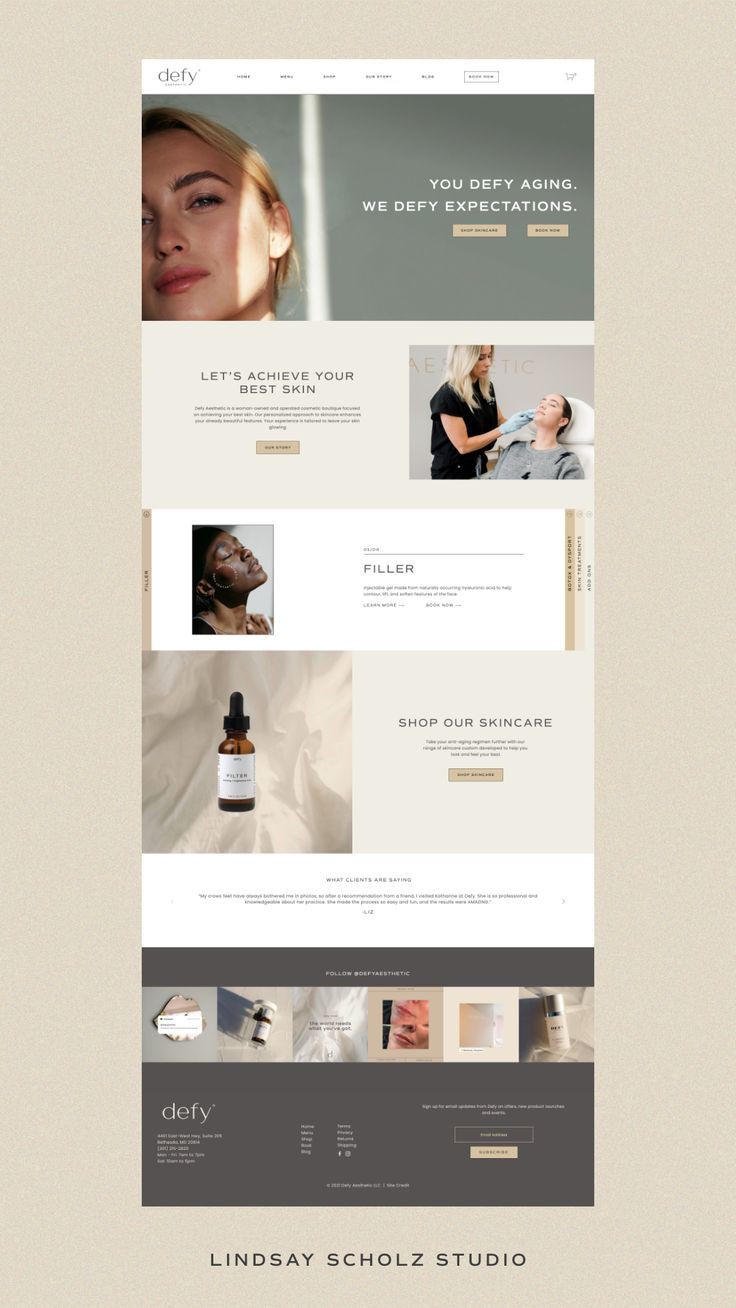 defy
AESTHETIC
HOME
MENU
SHOP
OUR STORY
BLOG
BOOK NOW
YOU DEFY AGING.
WE DEFY EXPECTATIONS.
SHOP SKINCARE
BOOK NOW
LET'S ACHIEVE YOUR
BEST SKIN
Defy Aesthetic is a woman-owned and operated cosmetic boutique focused
on achieving your best skin. Our personalized approach to skincare enhances
your already beautiful features. Your experience is tailored to leave your skin
glowing.
OUR STORY
AESTHETIC
FILLER
FILLER
Injectable gel made from naturally occurring hyaluronic acid to help
contour, lift, and soften features of the face.
LEARN MORE
BOOK NOW
BOTOX & DYSPORT
SKIN TREATMENTS
ADD ONS
defy
FILTER
SHOP OUR SKINCARE
Take your anti-aging regimen further with our
range of skincare custom developed to help you
look and feel your best.
SHOP SKINCARE
WHAT CLIENTS ARE SAYING
"My crows feet have always bothered me in photos, so after a recommendation from a friend, I visited Katharine at Defy. She is so professional and
knowledgeable about her practice. She made the process so easy and fun, and the results were AMAZING."
-LIZ
FOLLOW @DEFYAESTHETIC
the world needs
what you've got.
d
DEFY
defy
4401 East-West Hwy, Suite 205
Bethesda, MD 20814
(301) 215-2820
Mon - Fri: 11am to 7pm
Sat: 10am to 5pm
Home
Menu
Shop
Book
Blog
Terms
Privacy
Returns
Shipping
Sign up for email updates from Defy on offers, new product launches
and events.
Email Address
SUBSCRIBE
© 2021 Defy Aesthetic LLC. | Site Credit
LINDSAY SCHOLZ STUDIO